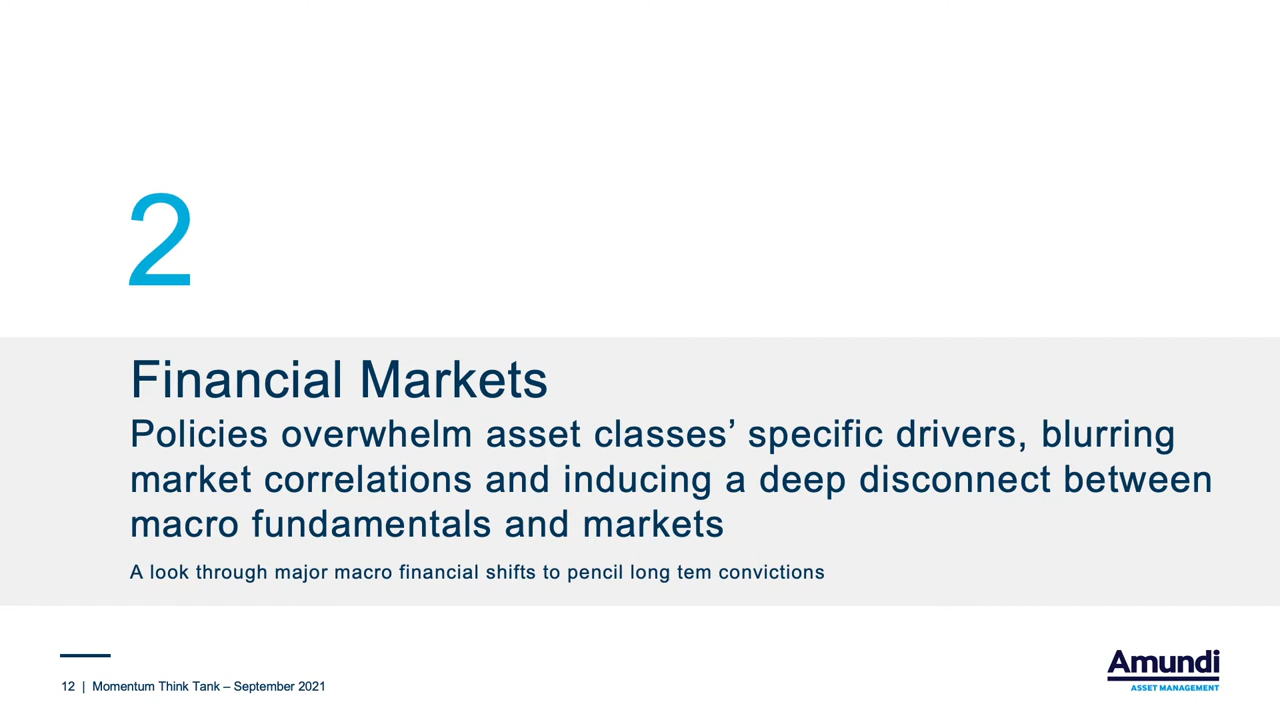 2
Financial Markets
Policies overwhelm asset classes’ specific drivers, blurring
market correlations and inducing a deep disconnect between
macro fundamentals and markets
A look through major macro financial shifts to pencil long tem convictions
12 | Momentum Think Tank – September 2021
Amundi
ASSET MANAGEMENT